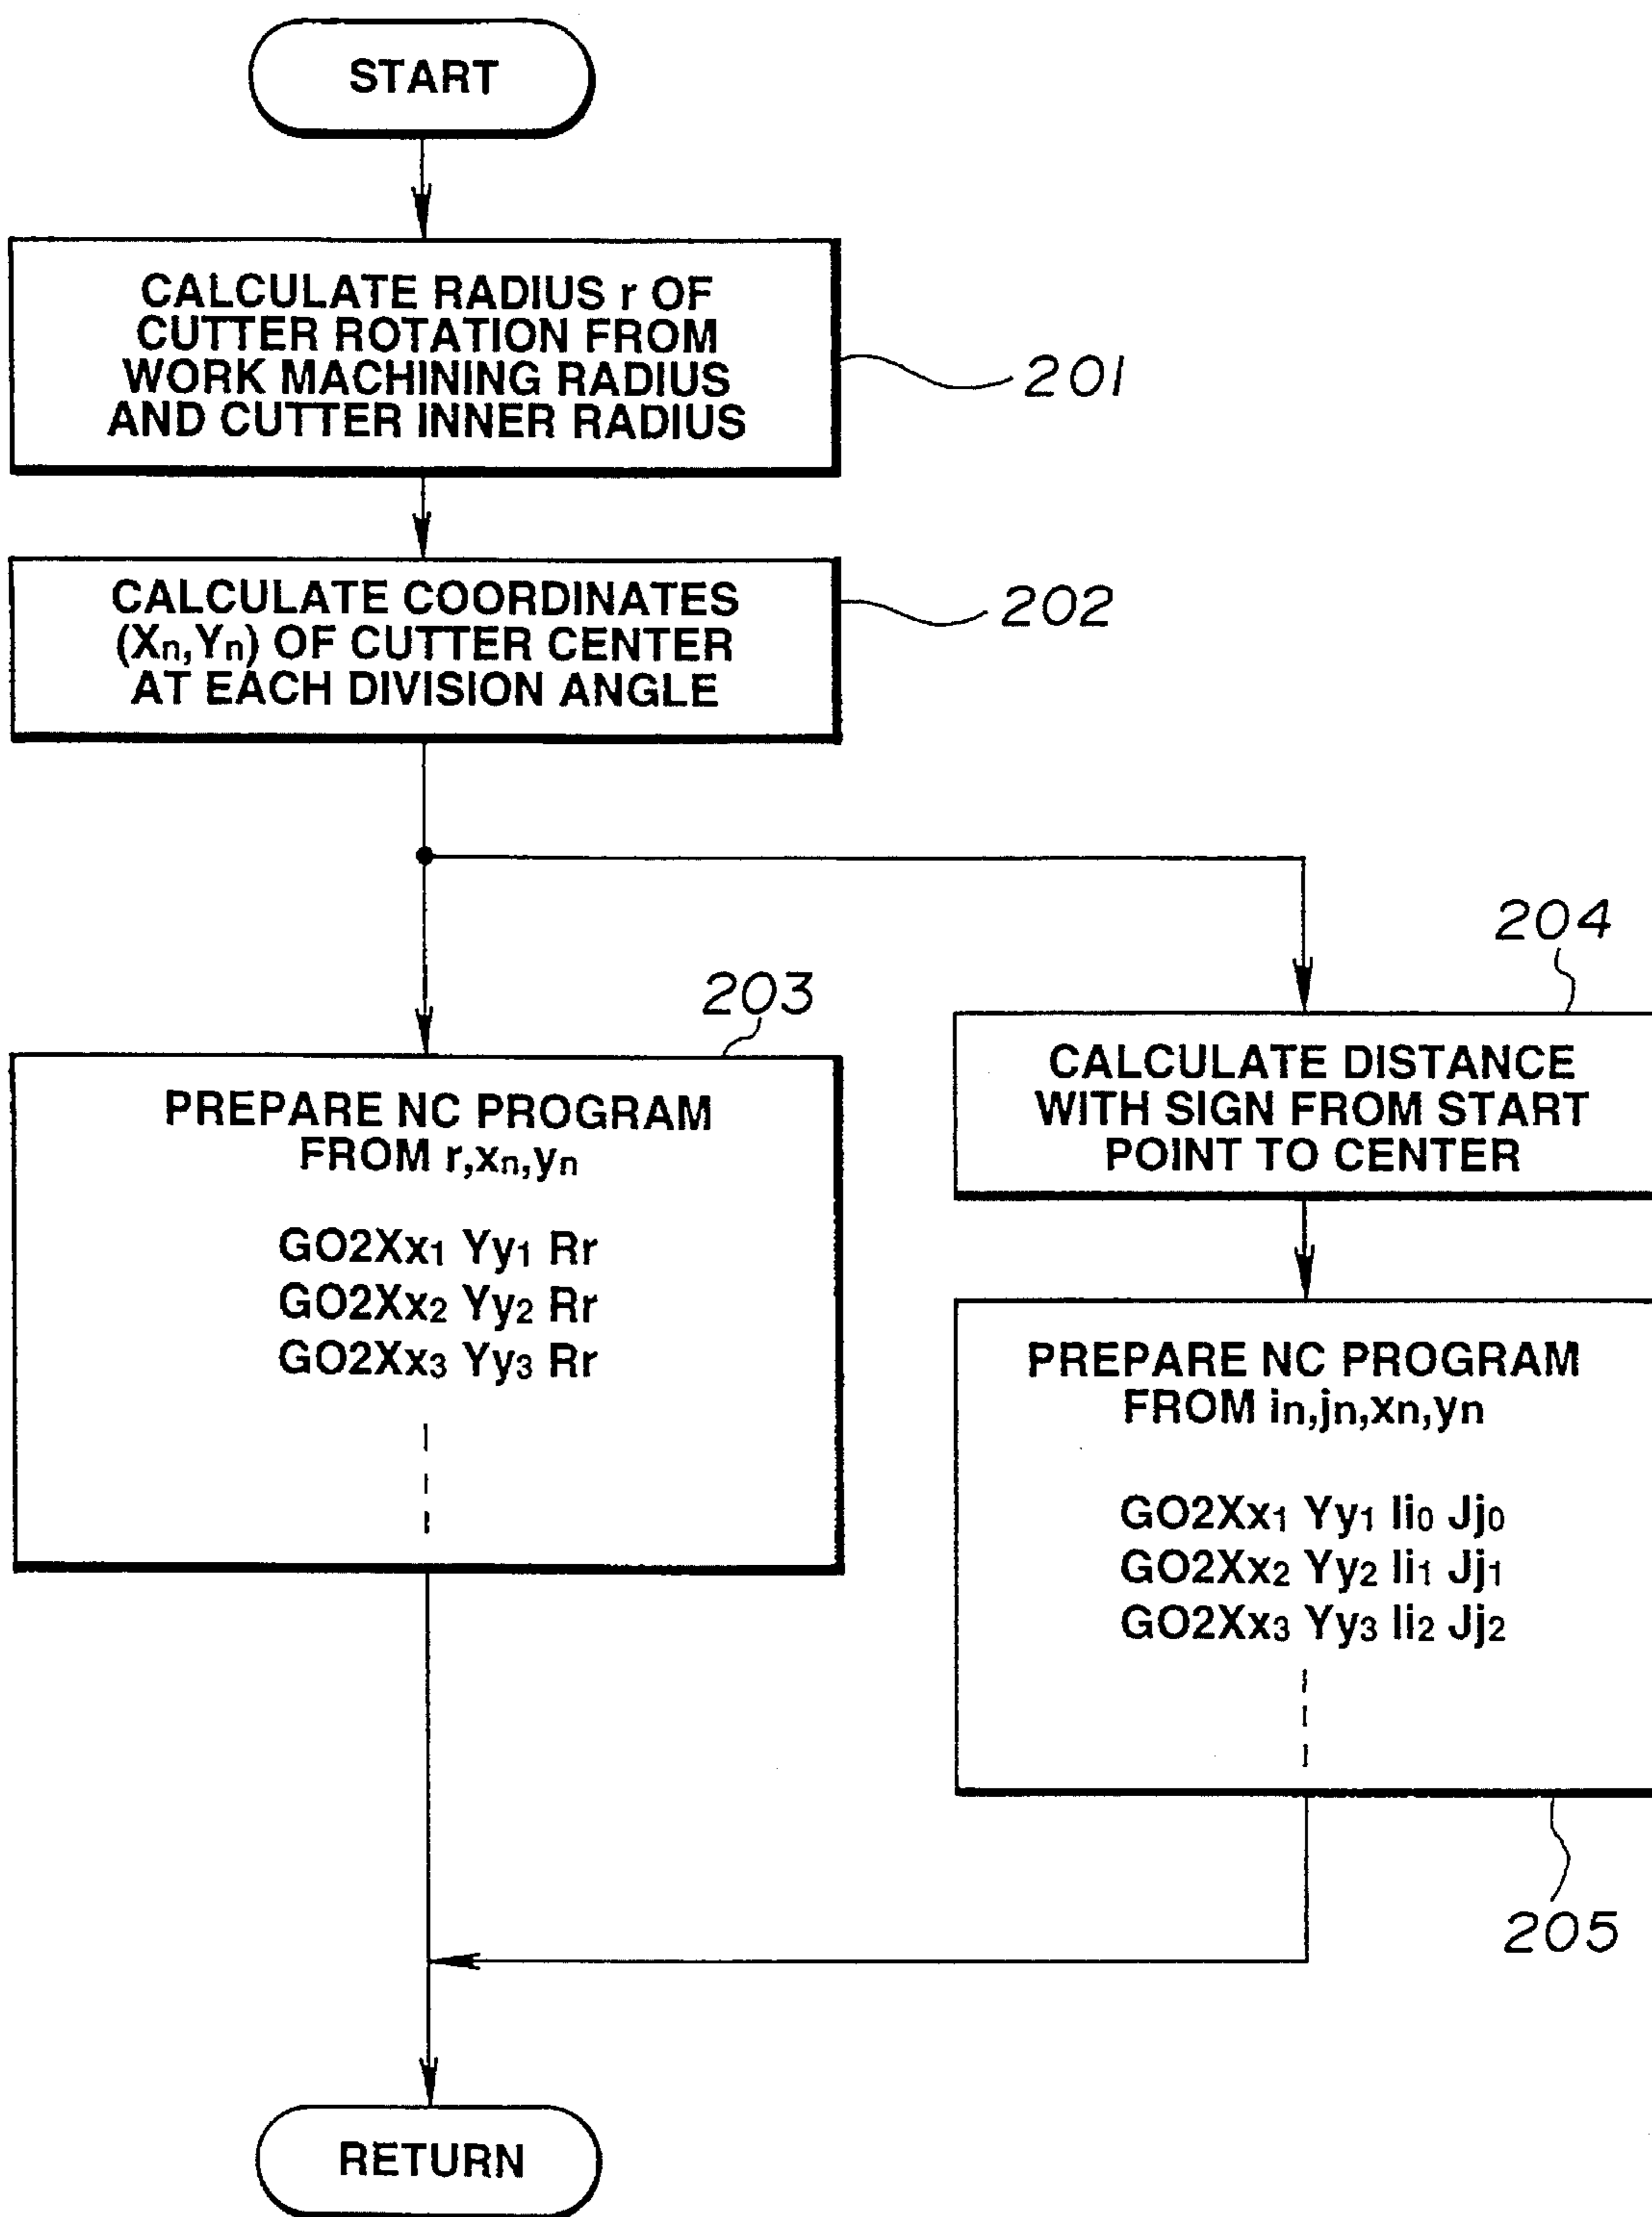 START
CALCULATE RADIUS r OF
CUTTER ROTATION FROM
WORK MACHINING RADIUS
AND CUTTER INNER RADIUS
201
CALCULATE COORDINATES
(Xn,Yn) OF CUTTER CENTER
AT EACH DIVISION ANGLE
202
203
PREPARE NC PROGRAM
FROM r,xn,yn
GO2Xx1 Yy1 Rr
GO2Xx2 Yy2 Rr
GO2Xx3 Yy3 Rr
204
CALCULATE DISTANCE
WITH SIGN FROM START
POINT TO CENTER
PREPARE NC PROGRAM
FROM in,jn,xn,yn
GO2Xx1 Yy1 Ii0 Jj0
GO2Xx2 Yy2 Ii1 Jj1
GO2Xx3 Yy3 Ii2 Jj2
205
RETURN